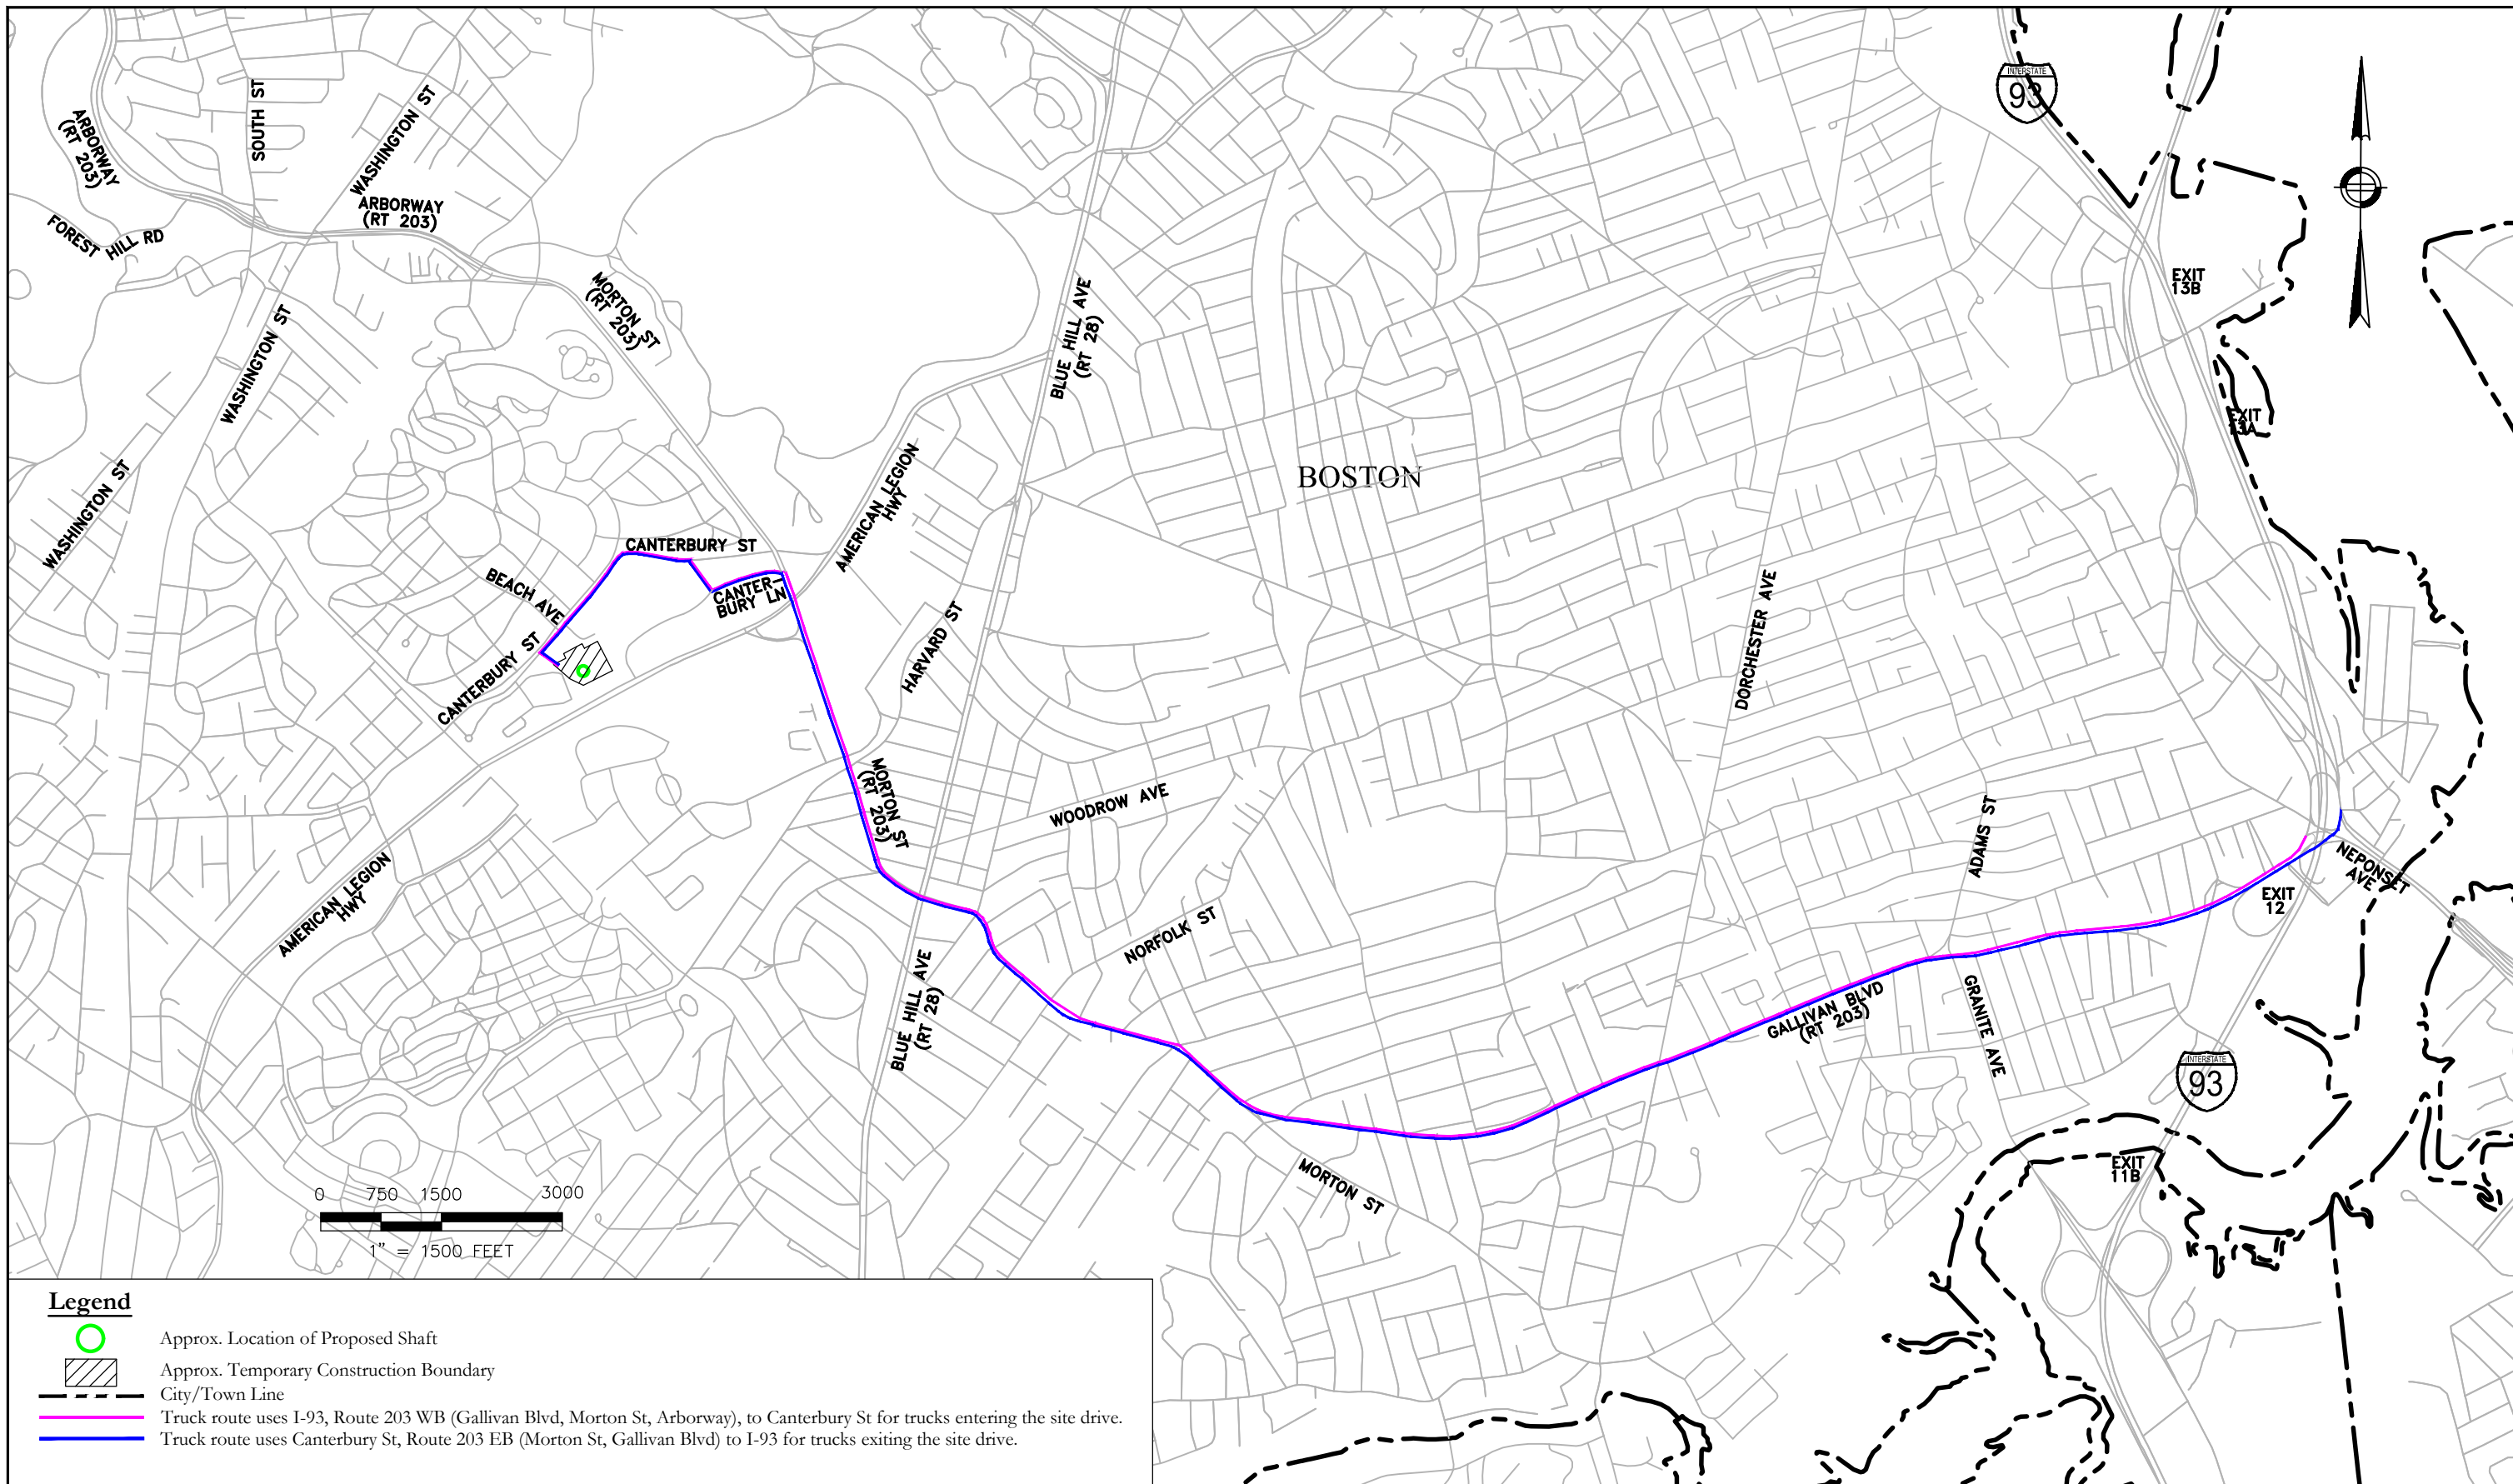 INTERSTATE
93
SOUTH ST
WASHINGTON ST
ARBORWAY
(RT 203)
ARBORWAY
(RT 203)
FOREST HILL RD
MORTON ST
(RT 203)
EXIT
13B
BLUE HILL AVE
(RT 28)
WASHINGTON ST
EXIT
13A
WASHINGTON ST
AMERICAN LEGION
HWY
BOSTON
CANTERBURY ST
BEACH AVE
CANTER-
BURY LN
CANTERBURY ST
HARVARD ST
DORCHESTER AVE
MORTON ST
(RT 203)
WOODROW AVE
ADAMS ST
NEPONSET
AVE
EXIT
12
AMERICAN LEGION
HWY
NORFOLK ST
BLUE HILL AVE
(RT 28)
GALLIVAN BLVD
(RT 203)
GRANITE AVE
INTERSTATE
93
EXIT
11B
MORTON ST
0 750 1500 3000
1" = 1500 FEET
Legend
Approx. Location of Proposed Shaft
Approx. Temporary Construction Boundary
City/Town Line
Truck route uses I-93, Route 203 WB (Gallivan Blvd, Morton St, Arborway), to Canterbury St for trucks entering the site drive.
Truck route uses Canterbury St, Route 203 EB (Morton St, Gallivan Blvd) to I-93 for trucks exiting the site drive.